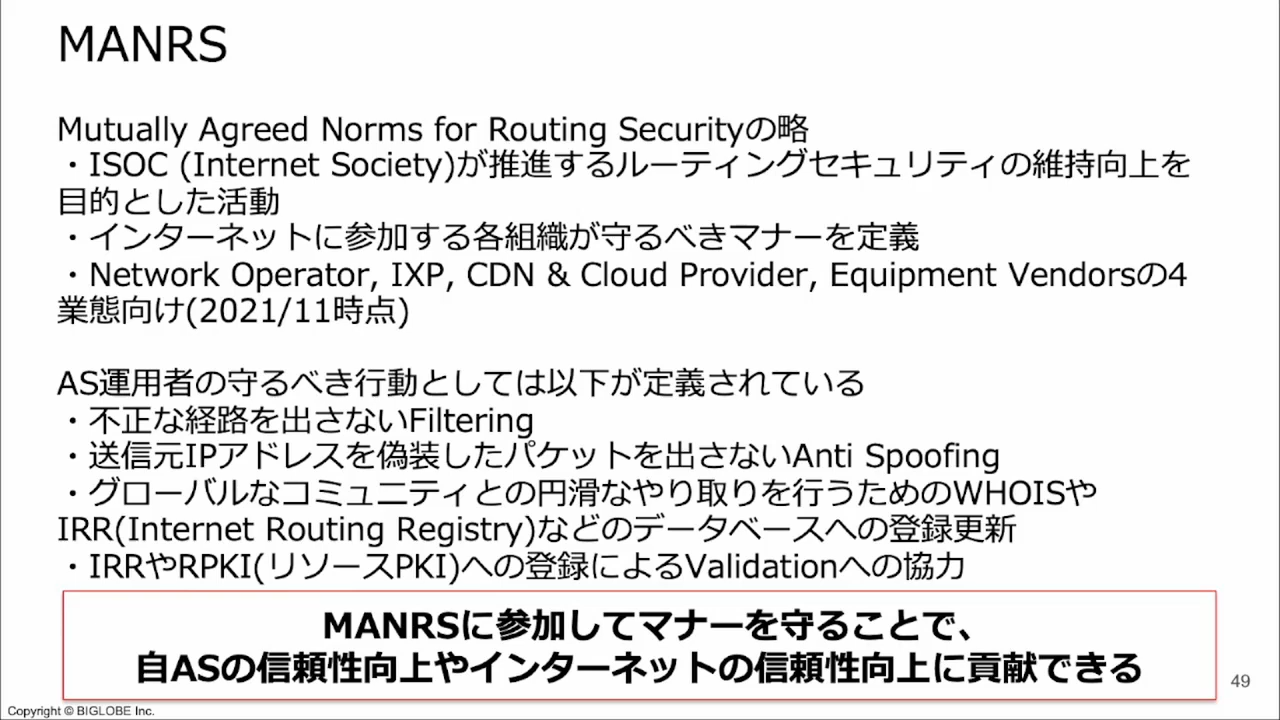 MANRS
Mutually Agreed Norms for Routing Securityの略
・ISOC (Internet Society)が推進するルーティングセキュリティの維持向上を
目的とした活動
・インターネットに参加する各組織が守るべきマナーを定義
・Network Operator, IXP, CDN & Cloud Provider, Equipment Vendorsの4
業態向け(2021/11時点)
AS運用者の守るべき行動としては以下が定義されている
・不正な経路を出さないFiltering
・送信元IPアドレスを偽装したパケットを出さないAnti Spoofing
・グローバルなコミュニティとの円滑なやり取りを行うためのWHOISや
IRR(Internet Routing Registry)などのデータベースへの登録更新
・IRRやRPKI(リソースPKI)への登録によるValidationへの協力
MANRSに参加してマナーを守ることで、
自ASの信頼性向上やインターネットの信頼性向上に貢献できる
49
Copyright © BIGLOBE Inc.